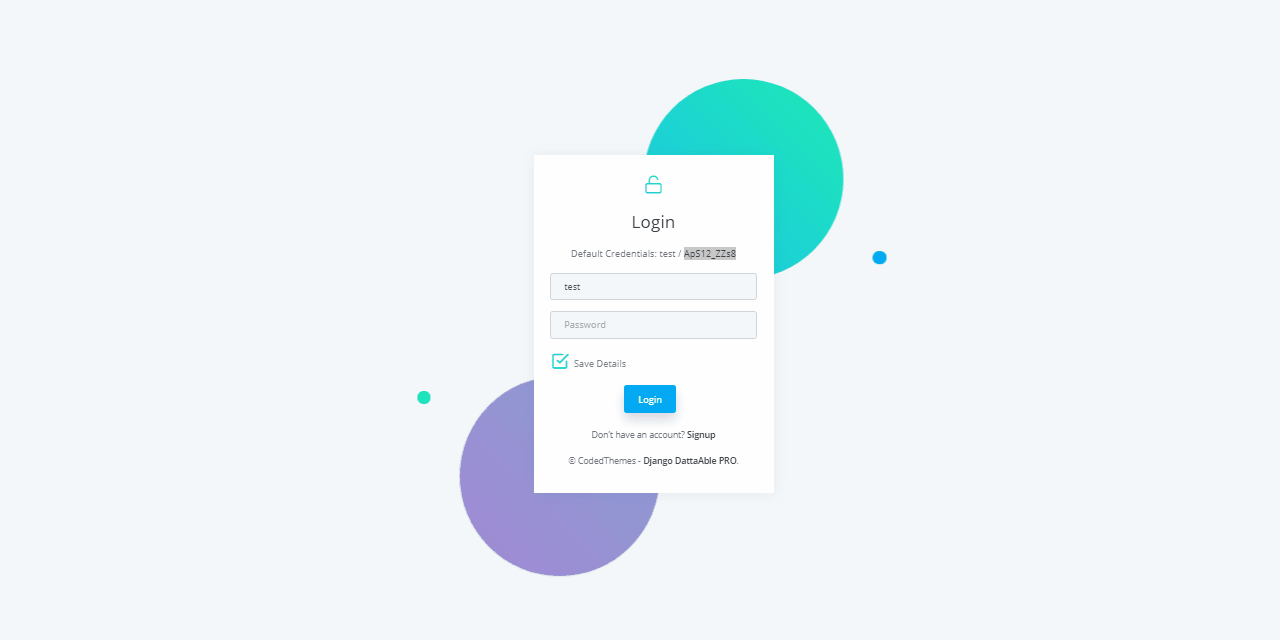 Login
Default Credentials: test / ApS12_ZZs8
test
Password
Save Details
Login
Don't have an account? Signup
© CodedThemes - Django DattaAble PRO.